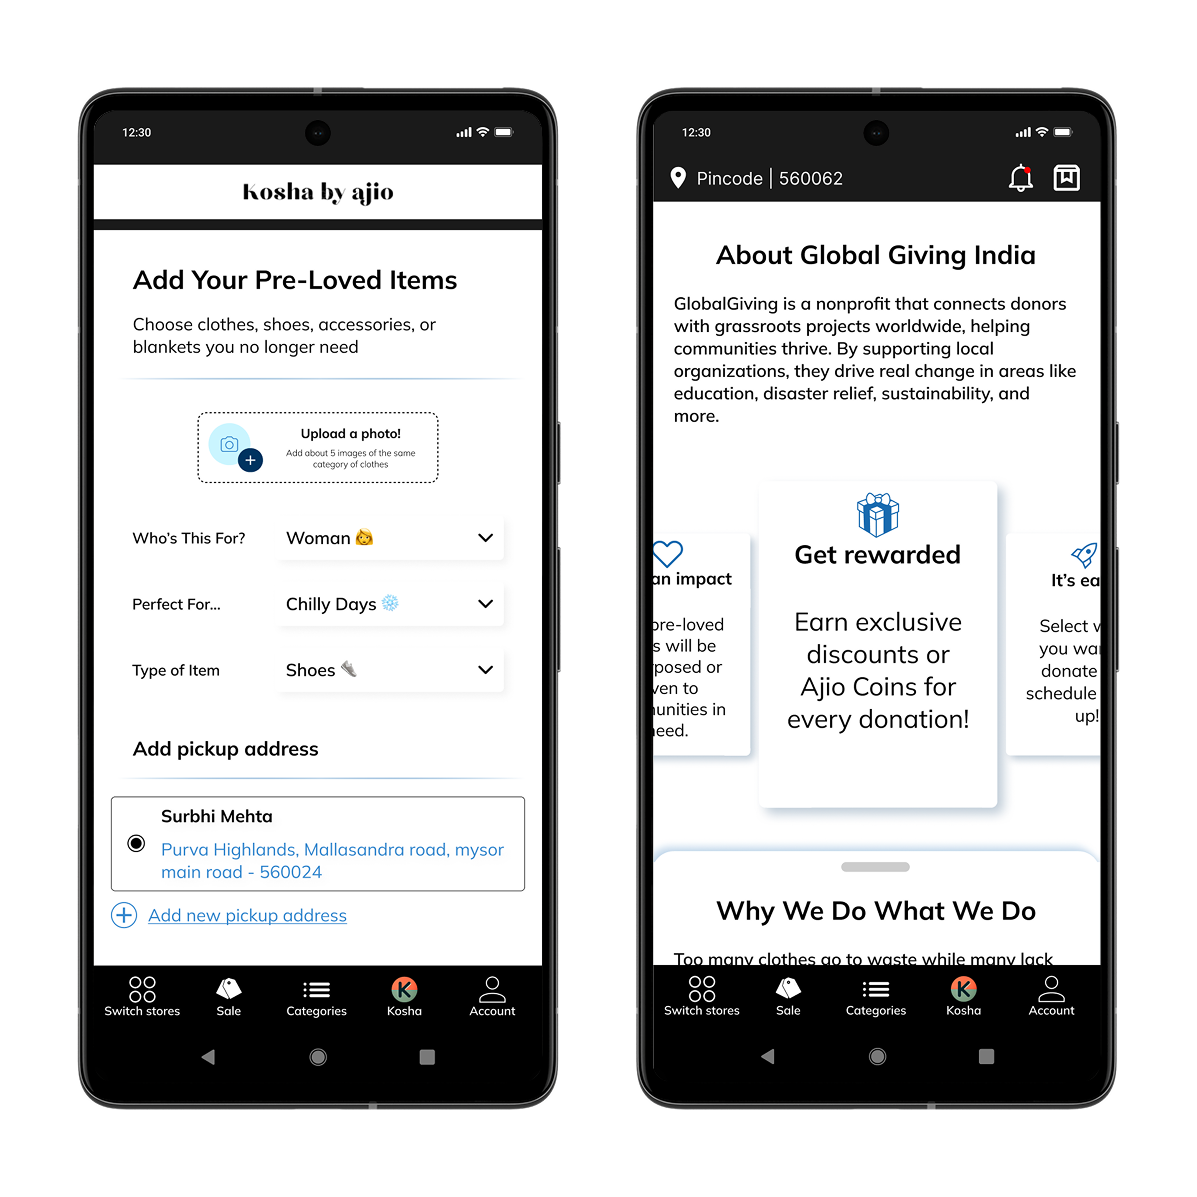 12:30
Kosha by ajio
Add Your Pre-Loved Items
Choose clothes, shoes, accessories, or
blankets you no longer need
Upload a photo!
Add about 5 images of the same
category of clothes
Who's This For?
Woman
Perfect For...
Chilly Days
Type of Item
Shoes
Add pickup address
Surbhi Mehta
Purva Highlands, Mallasandra road, mysor
main road - 560024
Add new pickup address
Switch stores
Sale
Categories
K
Kosha
Account
12:30
Pincode | 560062
About Global Giving India
GlobalGiving is a nonprofit that connects donors
with grassroots projects worldwide, helping
communities thrive. By supporting local
organizations, they drive real change in areas like
education, disaster relief, sustainability, and
more.
an impact
pre-loved
s will be
posed or
ven to
unities in
need.
Get rewarded
Earn exclusive
discounts or
Ajio Coins for
every donation!
It's ea
Select
you wa
donate
schedule
up!
Why We Do What We Do
Too many clothes go to waste while many lack
Switch stores
Sale
Categories
K
Kosha
Account